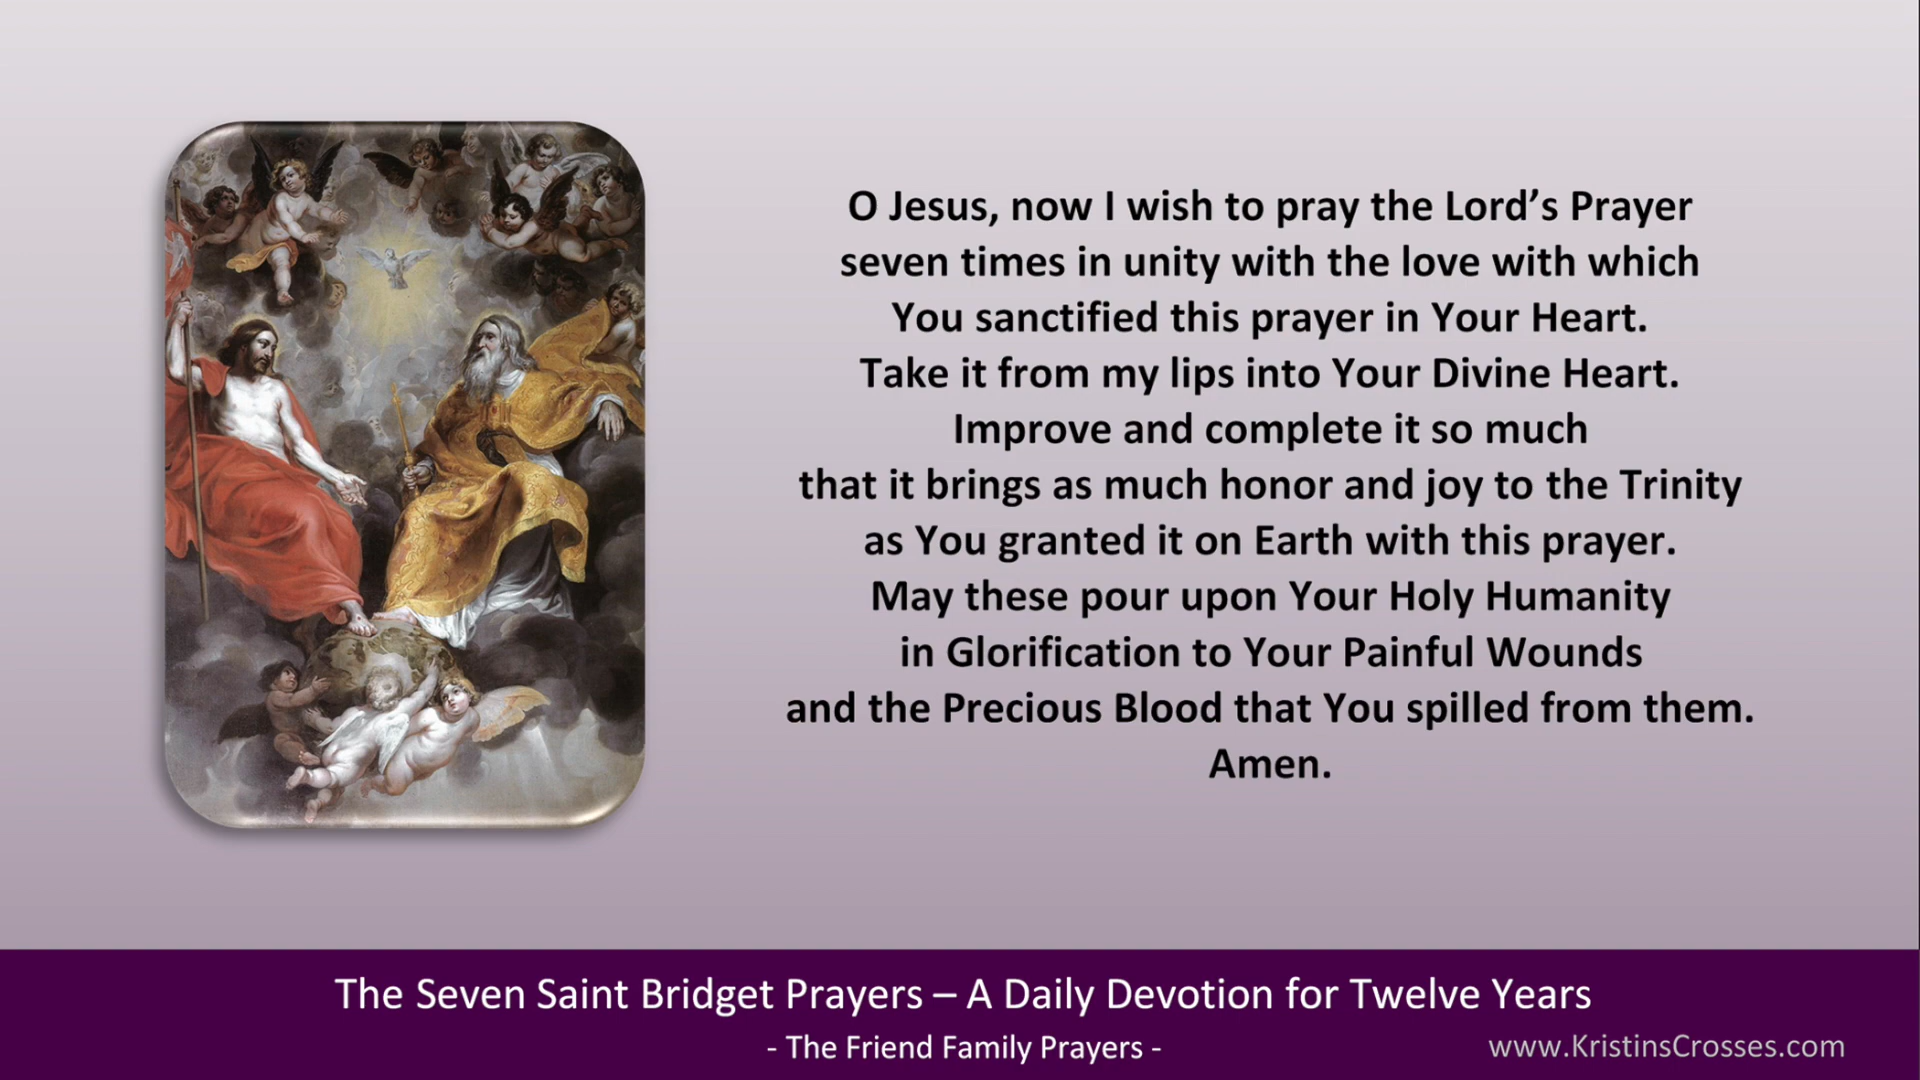 O Jesus, now I wish to pray the Lord’s Prayer
seven times in unity with the love with which
You sanctified this prayer in Your Heart.
Take it from my lips into Your Divine Heart.
Improve and complete it so much
that it brings as much honor and joy to the Trinity
as You granted it on Earth with this prayer.
May these pour upon Your Holy Humanity
in Glorification to Your Painful Wounds
and the Precious Blood that You spilled from them.
Amen.
The Seven Saint Bridget Prayers – A Daily Devotion for Twelve Years
- The Friend Family Prayers -
www.KristinsCrosses.com